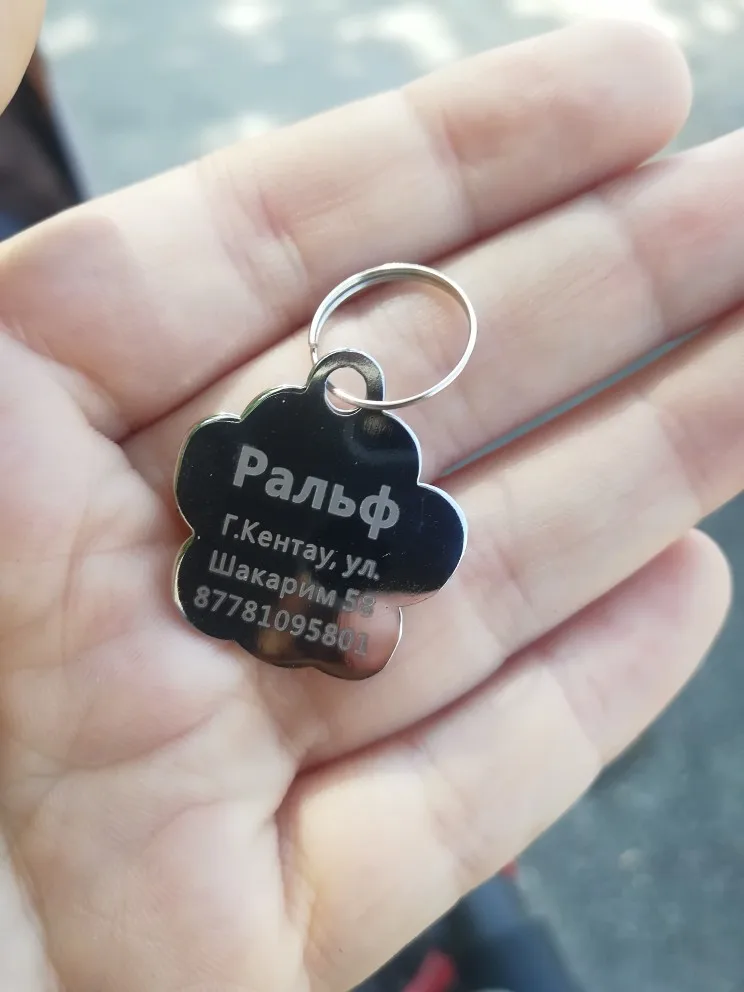 Ральф
Г.Кентау, ул.
Шакарим 58
87781095801